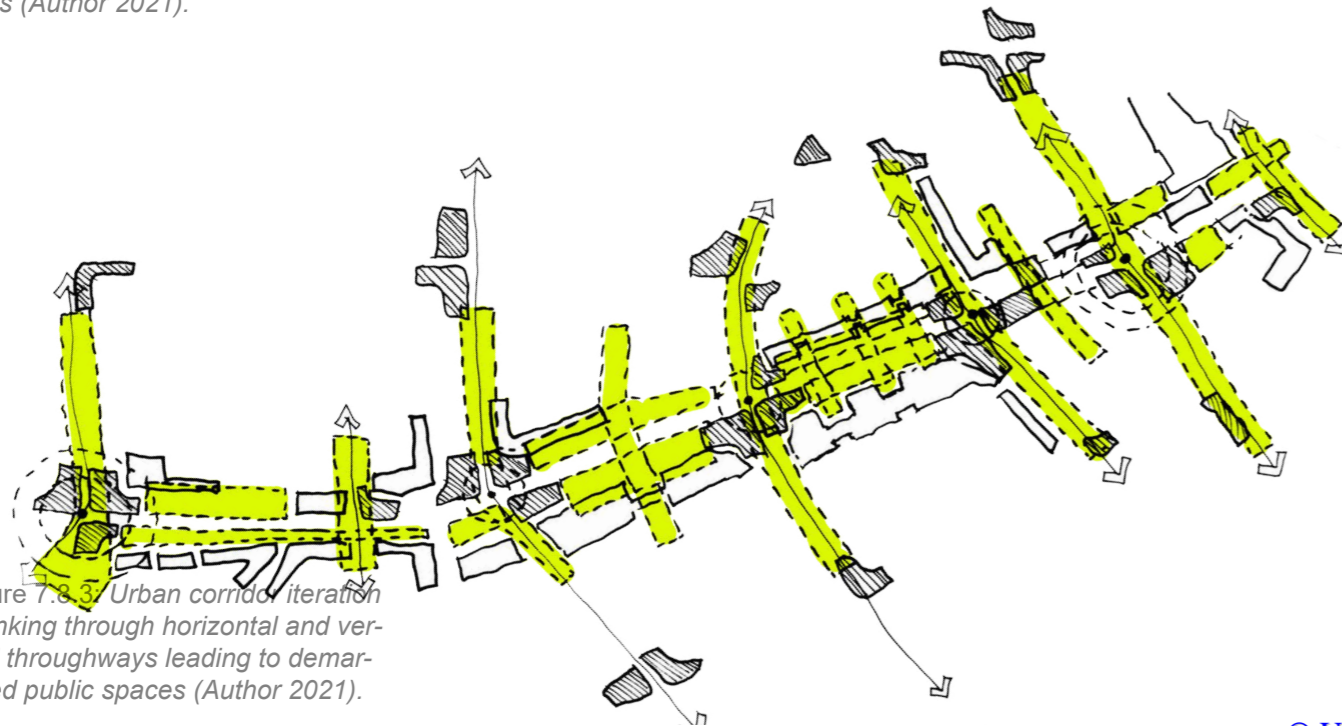 s (Author 2021).
ure 7.8.3: Urban corridor iteration
nking through horizontal and ver-
throughways leading to demar-
ed public spaces (Author 2021).
©